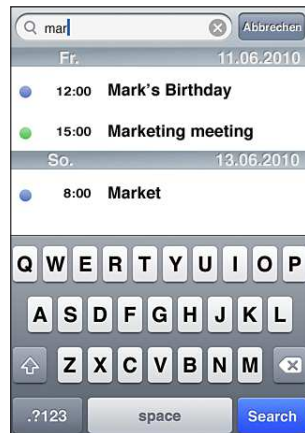 mar Abbrechen
Fr. 11.06.2010
12:00 Mark's Birthday
15:00 Marketing meeting
So. 13.06.2010
8:00 Market
Q W E R T Y U I O P
A S D F G H J K L
Z X C V B N M
.?123 space Search